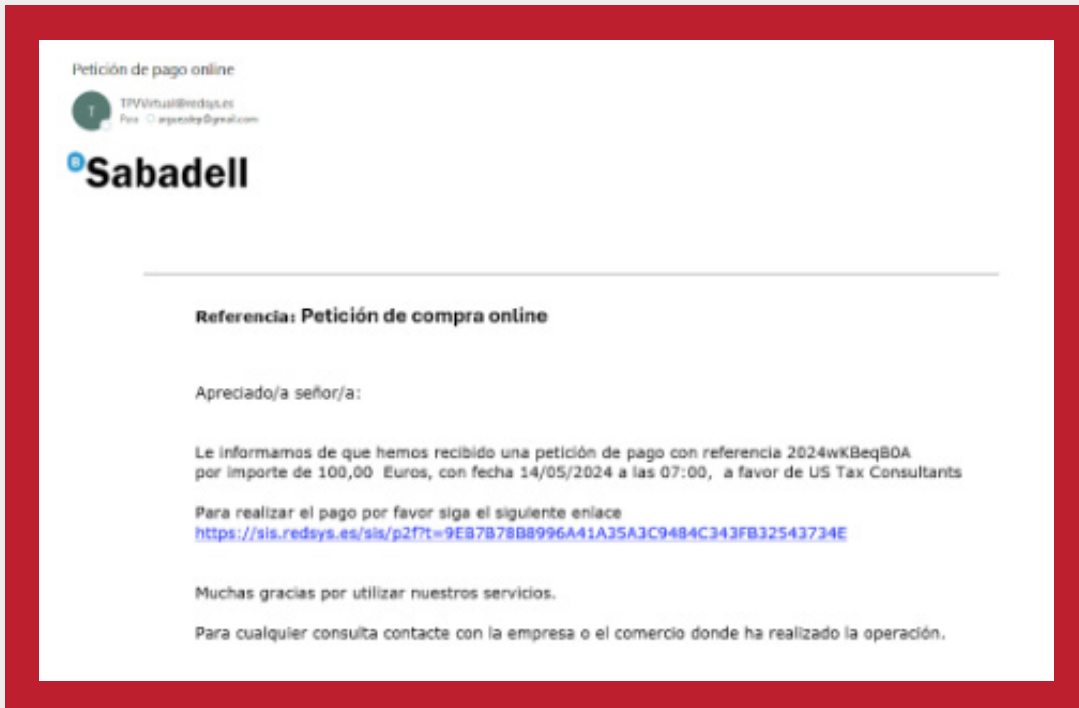 Petición de pago online
T
TPVVirtual@redsys.es
Para
BSabadell
Referencia: Petición de compra online
Apreciado/a señor/a:
Le informamos de que hemos recibido una petición de pago con referencia 2024wKBeqB0A
por importe de 100,00 Euros, con fecha 14/05/2024 a las 07:00, a favor de US Tax Consultants
Para realizar el pago por favor siga el siguiente enlace
https://sis.redsys.es/sis/p2f?t=9EB7B78B8996A41A35A3C9484C343FB32543734E
Muchas gracias por utilizar nuestros servicios.
Para cualquier consulta contacte con la empresa o el comercio donde ha realizado la operación.